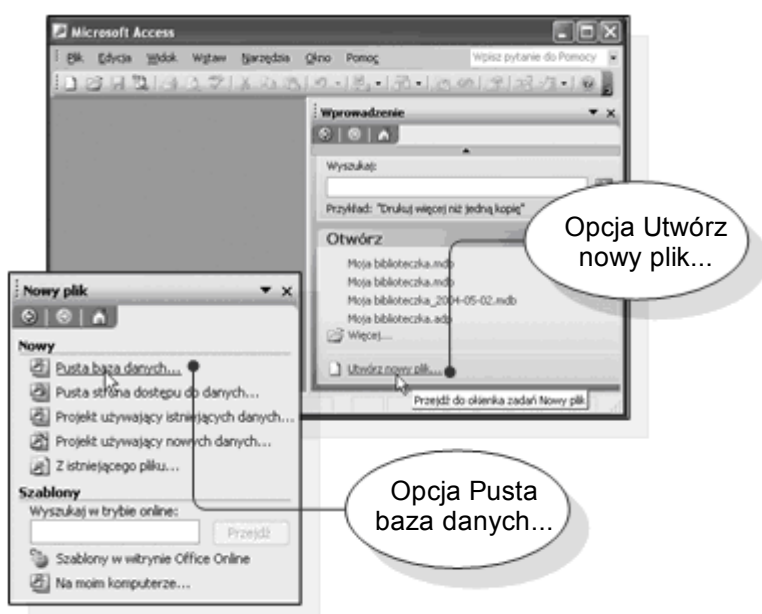 Microsoft Access
Plik Edycja Widok Wstaw Narzędzia Okno Pomoc Wpisz pytanie do Pomocy
Wprowadzenie
Wyszukaj:
Przykład: "Drukuj więcej niż jedną kopię"
Otwórz
Moja biblioteczka.mdb
Moja biblioteczka.mdb
Moja biblioteczka_2004-05-02.mdb
Moja biblioteczka.adp
Więcej...
Utwórz nowy plik...
Przejdź do okienka zadań Nowy plik
Opcja Utwórz
nowy plik...
Nowy plik
Nowy
Pusta baza danych...
Pusta strona dostępu do danych...
Projekt używający istniejących danych...
Projekt używający nowych danych...
Z istniejącego pliku...
Szablony
Wyszukaj w trybie online:
Przejdź
Szablony w witrynie Office Online
Na moim komputerze...
Opcja Pusta
baza danych...